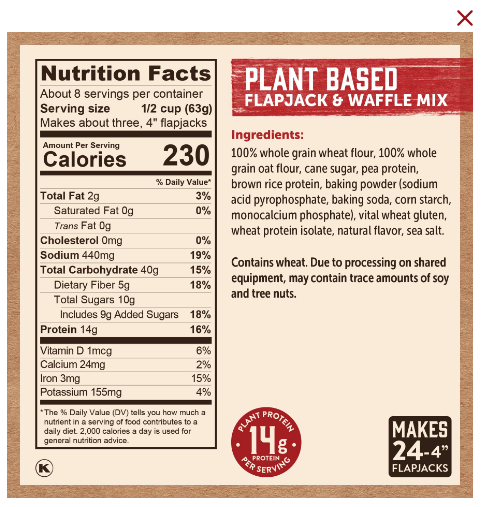 Nutrition Facts
About 8 servings per container
Serving size 1/2 cup (63g)
Makes about three, 4" flapjacks
Amount Per Serving
Calories 230
% Daily Value*
Total Fat 2g 3%
Saturated Fat 0g 0%
Trans Fat 0g
Cholesterol 0mg 0%
Sodium 440mg 19%
Total Carbohydrate 40g 15%
Dietary Fiber 5g 18%
Total Sugars 10g
Includes 9g Added Sugars 18%
Protein 14g 16%
Vitamin D 1mcg 6%
Calcium 24mg 2%
Iron 3mg 15%
Potassium 155mg 4%
*The % Daily Value (DV) tells you how much a
nutrient in a serving of food contributes to a
daily diet. 2,000 calories a day is used for
general nutrition advice.
K
PLANT BASED
FLAPJACK & WAFFLE MIX
Ingredients:
100% whole grain wheat flour, 100% whole
grain oat flour, cane sugar, pea protein,
brown rice protein, baking powder (sodium
acid pyrophosphate, baking soda, corn starch,
monocalcium phosphate), vital wheat gluten,
wheat protein isolate, natural flavor, sea salt.
Contains wheat. Due to processing on shared
equipment, may contain trace amounts of soy
and tree nuts.
PLANT PROTEIN
14g
PROTEIN
PER SERVING
MAKES
24-4"
FLAPJACKS